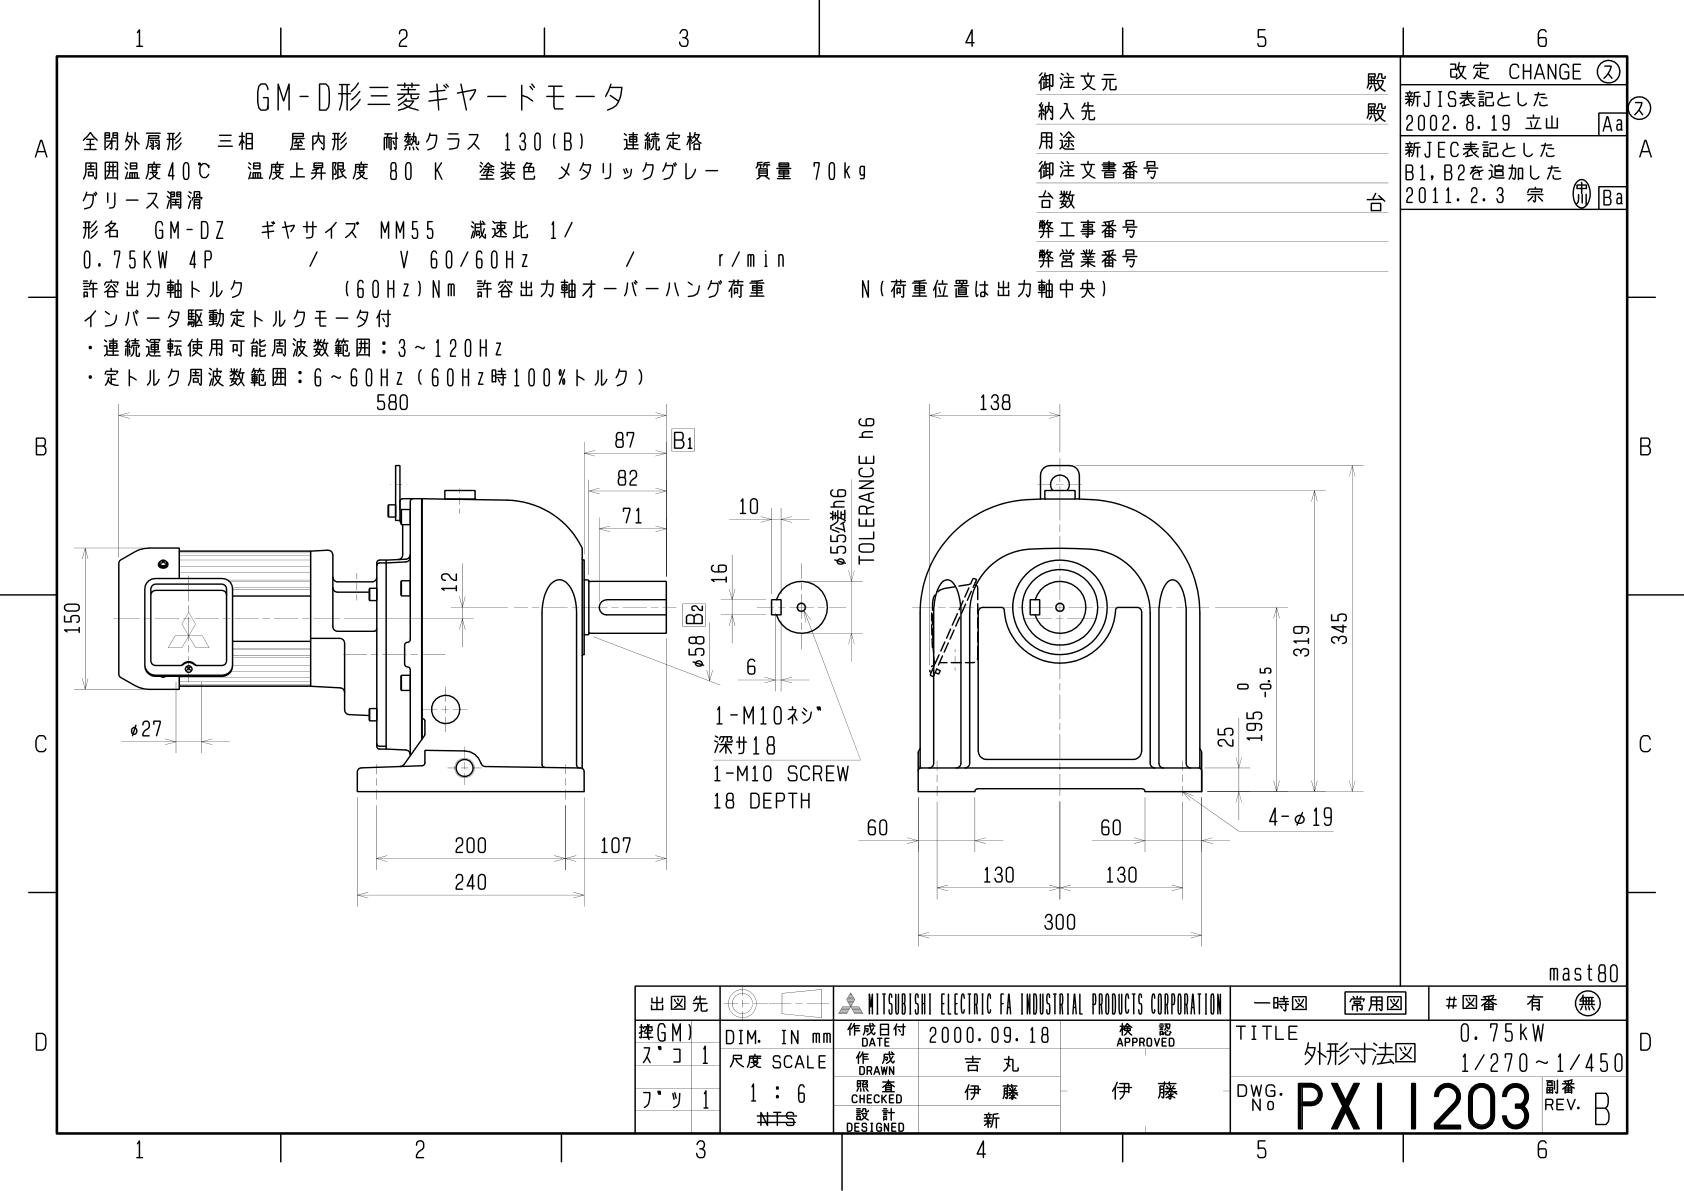 1 2 3 4 5 6
GM-D形三菱ギヤードモータ
全閉外扇形 三相 屋内形 耐熱クラス 130(B) 連続定格
周囲温度40℃ 温度上昇限度 80 K 塗装色 メタリックグレー 質量 70kg
グリース潤滑
形名 GM-DZ ギヤサイズ MM55 減速比 1/
0.75KW 4P / V 60/60Hz / r/min
許容出力軸トルク (60Hz)Nm 許容出力軸オーバーハング荷重 N(荷重位置は出力軸中央)
インバータ駆動定トルクモータ付
・連続運転使用可能周波数範囲：3～120Hz
・定トルク周波数範囲：6～60Hz(60Hz時100%トルク)
御注文元 殿
納入先 殿
用途
御注文書番号
台数 台
弊工事番号
弊営業番号
改定 CHANGE ス
新JIS表記とした
2002.8.19 立山 Aa
ス
新JEC表記とした
B1,B2を追加した
2011.2.3 宗 Ba
A A
B B
C C
D D
580
87 B1
82
71
12
150
φ27
200 107
240
B2
φ58
10
16
6
φ55公差h6
TOLERANCE h6
1-M10ネジ
深サ18
1-M10 SCREW
18 DEPTH
138
345
319
195 0 -0.5
25
4-φ19
60 60
130 130
300
mast80
出図先
MITSUBISHI ELECTRIC FA INDUSTRIAL PRODUCTS CORPORATION
一時図 常用図 #図番 有 無
控GM)
スﾞコ 1
フﾞツ 1
DIM. IN mm
尺度 SCALE
1 : 6
NTS
作成日付 DATE 2000.09.18
作成 DRAWN 吉丸
照査 CHECKED 伊藤
設計 DESIGNED 新
検認 APPROVED
伊藤
TITLE 0.75kW
外形寸法図 1/270～1/450
DWG. No PX11203 副番 REV. B
1 2 3 4 5 6